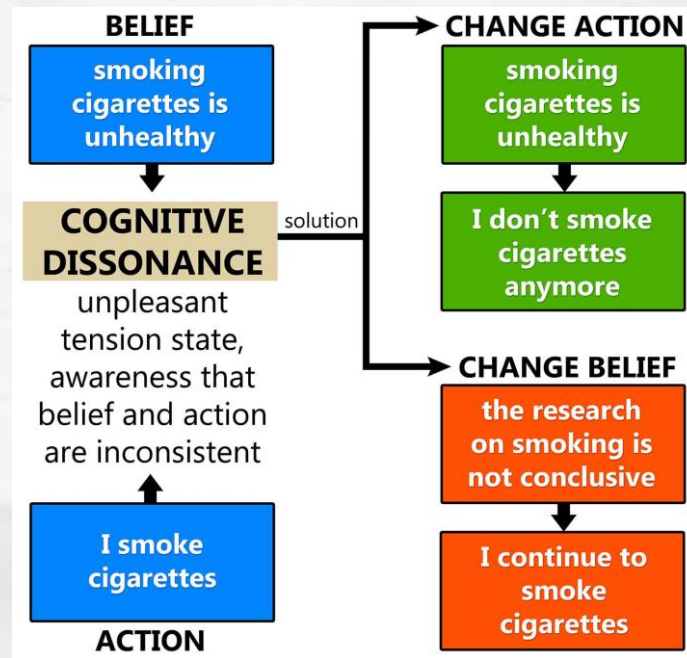 BELIEF
smoking
cigarettes is
unhealthy
COGNITIVE
DISSONANCE
unpleasant
tension state,
awareness that
belief and action
are inconsistent
I smoke
cigarettes
ACTION
solution
CHANGE ACTION
smoking
cigarettes is
unhealthy
I don’t smoke
cigarettes
anymore
CHANGE BELIEF
the research
on smoking is
not conclusive
I continue to
smoke
cigarettes